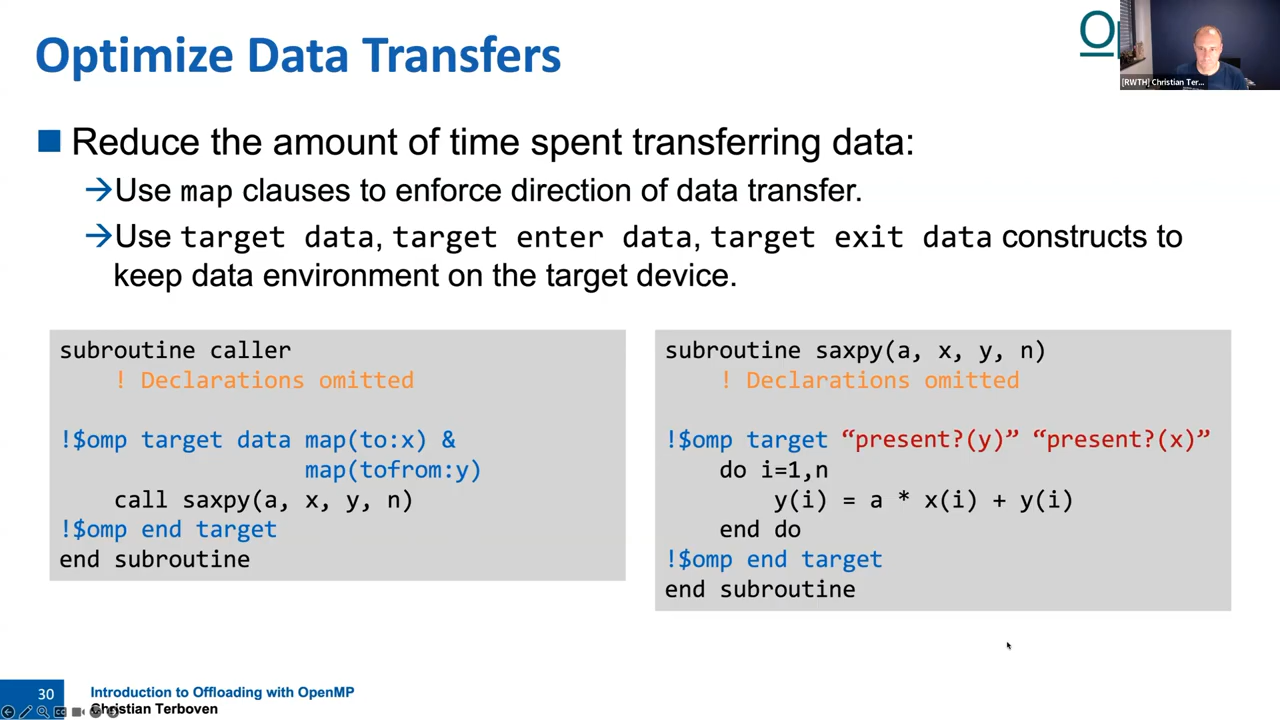 Optimize Data Transfers
[RWTH] Christian Ter...
Reduce the amount of time spent transferring data:
→Use map clauses to enforce direction of data transfer.
→Use target data, target enter data, target exit data constructs to
keep data environment on the target device.
subroutine caller
! Declarations omitted
!$omp target data map(to:x) &
map(tofrom:y)
call saxpy(a, x, y, n)
!$omp end target
end subroutine
subroutine saxpy(a, x, y, n)
! Declarations omitted
!$omp target “present?(y)” “present?(x)”
do i=1,n
y(i) = a * x(i) + y(i)
end do
!$omp end target
end subroutine
30
Introduction to Offloading with OpenMP
Christian Terboven